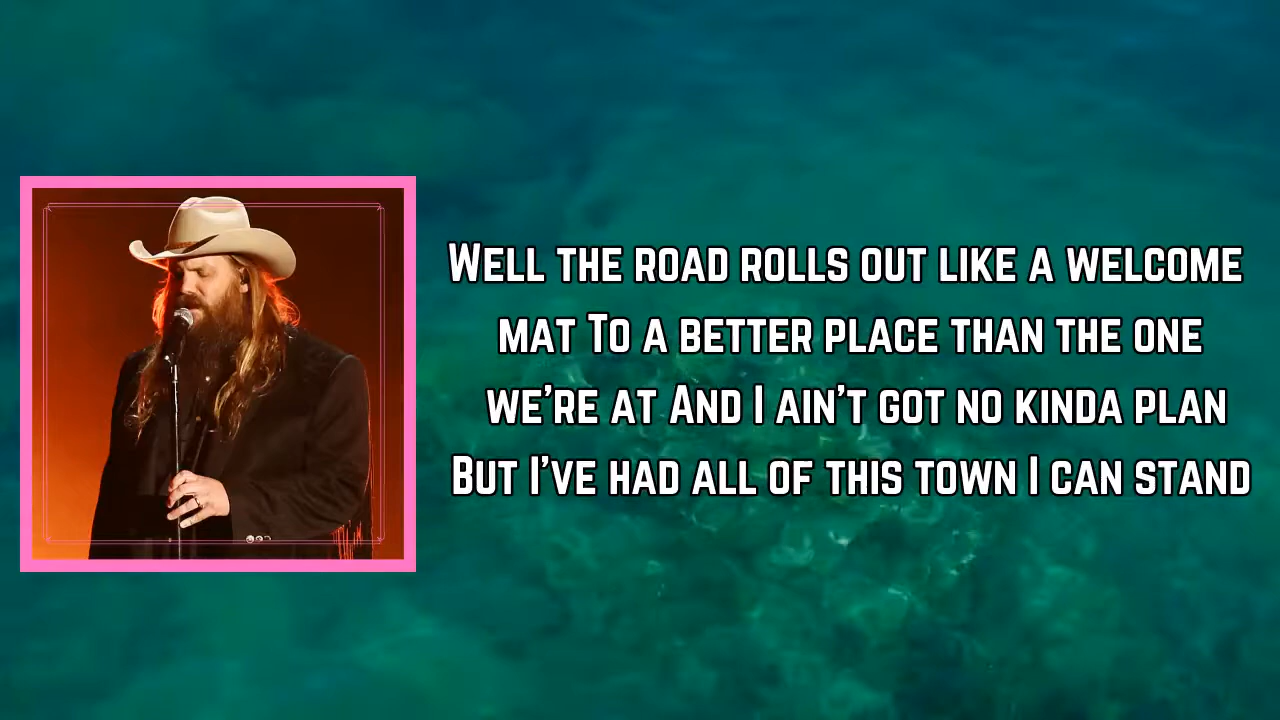 Well the road rolls out like a welcome
mat To a better place than the one
we're at And I ain't got no kinda plan
But I've had all of this town I can stand